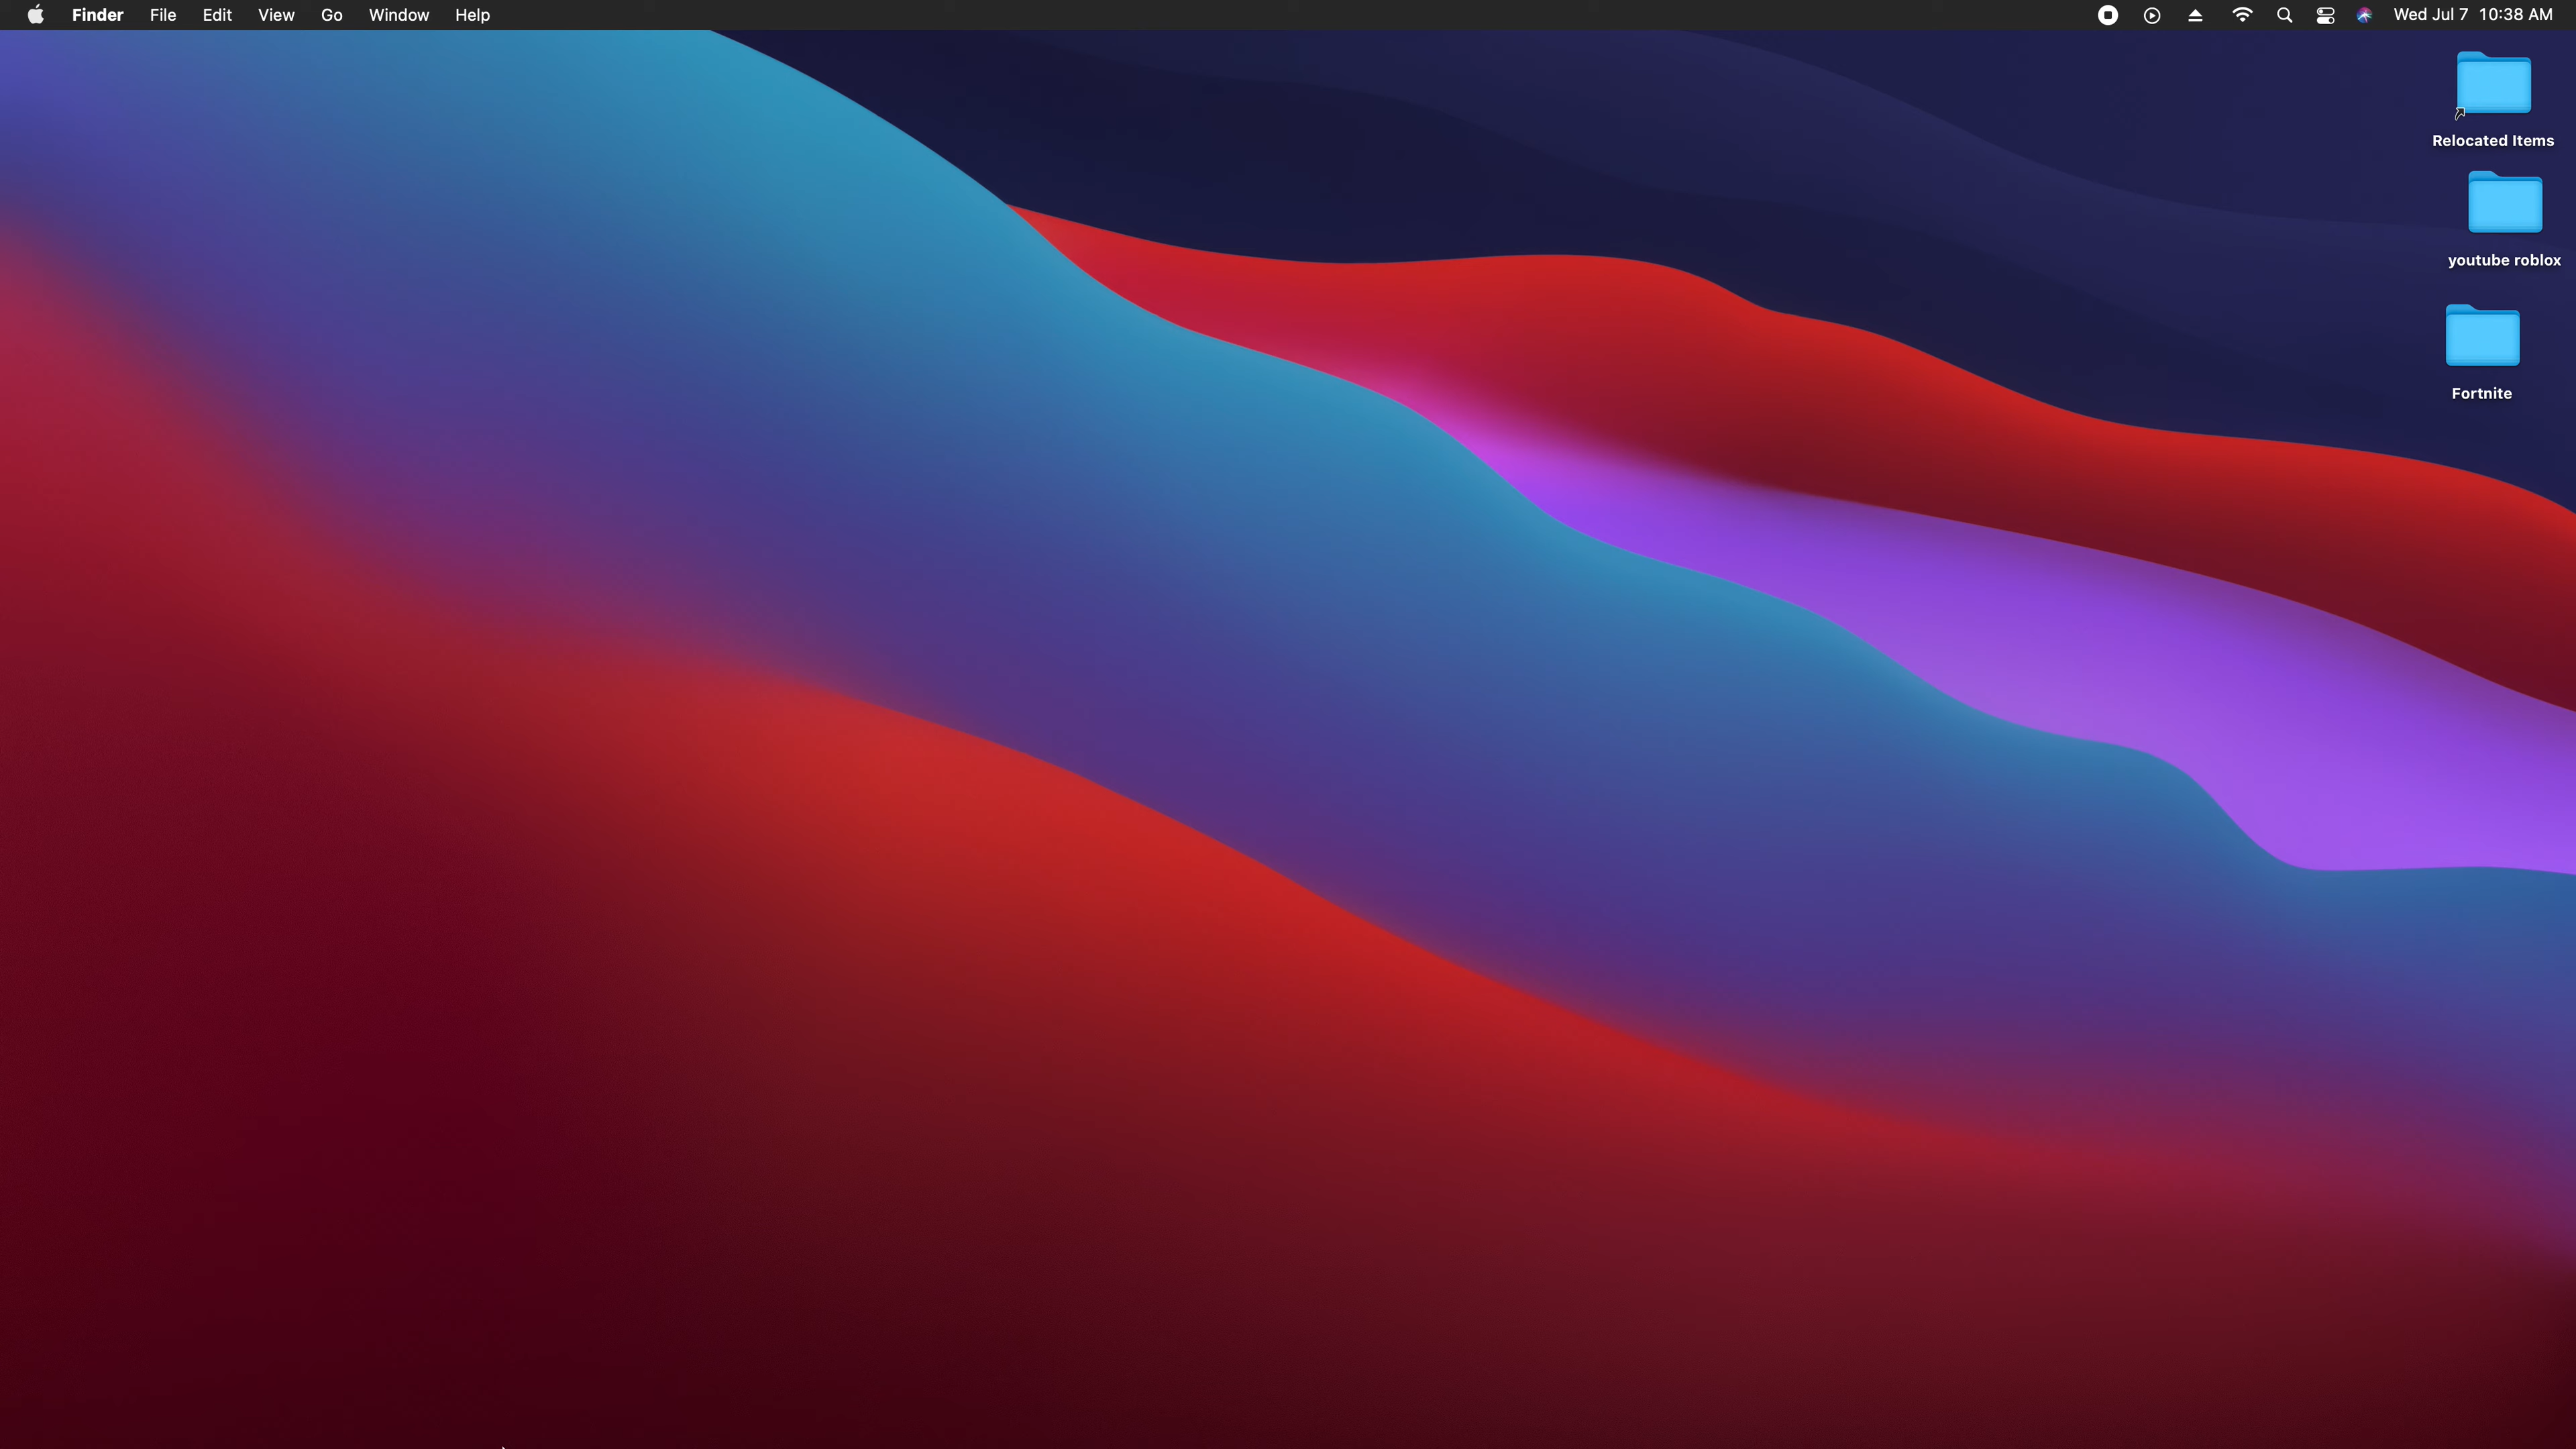 Finder File Edit View Go Window Help Wed Jul 7 10:38 AM
Relocated Items
youtube roblox
Fortnite